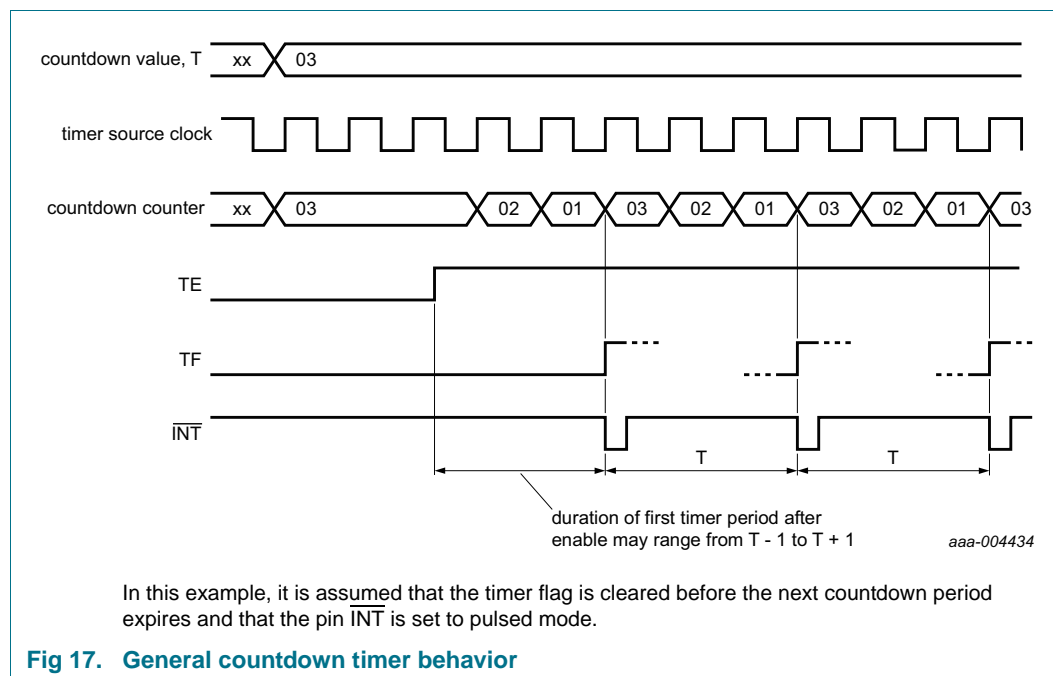 countdown value, T xx 03
timer source clock
countdown counter xx 03 02 01 03 02 01 03 02 01 03
TE
TF
INT
T T
duration of first timer period after
enable may range from T - 1 to T + 1
aaa-004434
In this example, it is assumed that the timer flag is cleared before the next countdown period
expires and that the pin INT is set to pulsed mode.
Fig 17. General countdown timer behavior